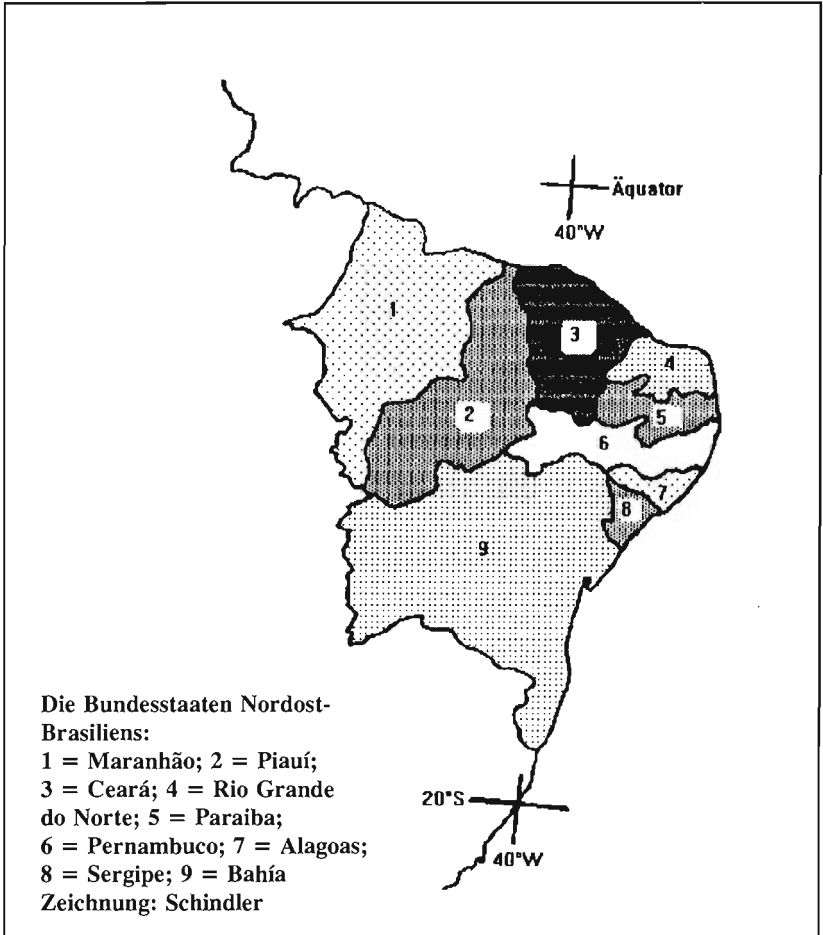 Äquator
40°W
1
3
4
2
5
6
7
8
9
Die Bundesstaaten Nordost-
Brasiliens:
1 = Maranhão; 2 = Piauí;
3 = Ceará; 4 = Rio Grande
do Norte; 5 = Paraiba;
6 = Pernambuco; 7 = Alagoas;
8 = Sergipe; 9 = Bahía
Zeichnung: Schindler
20°S
40°W